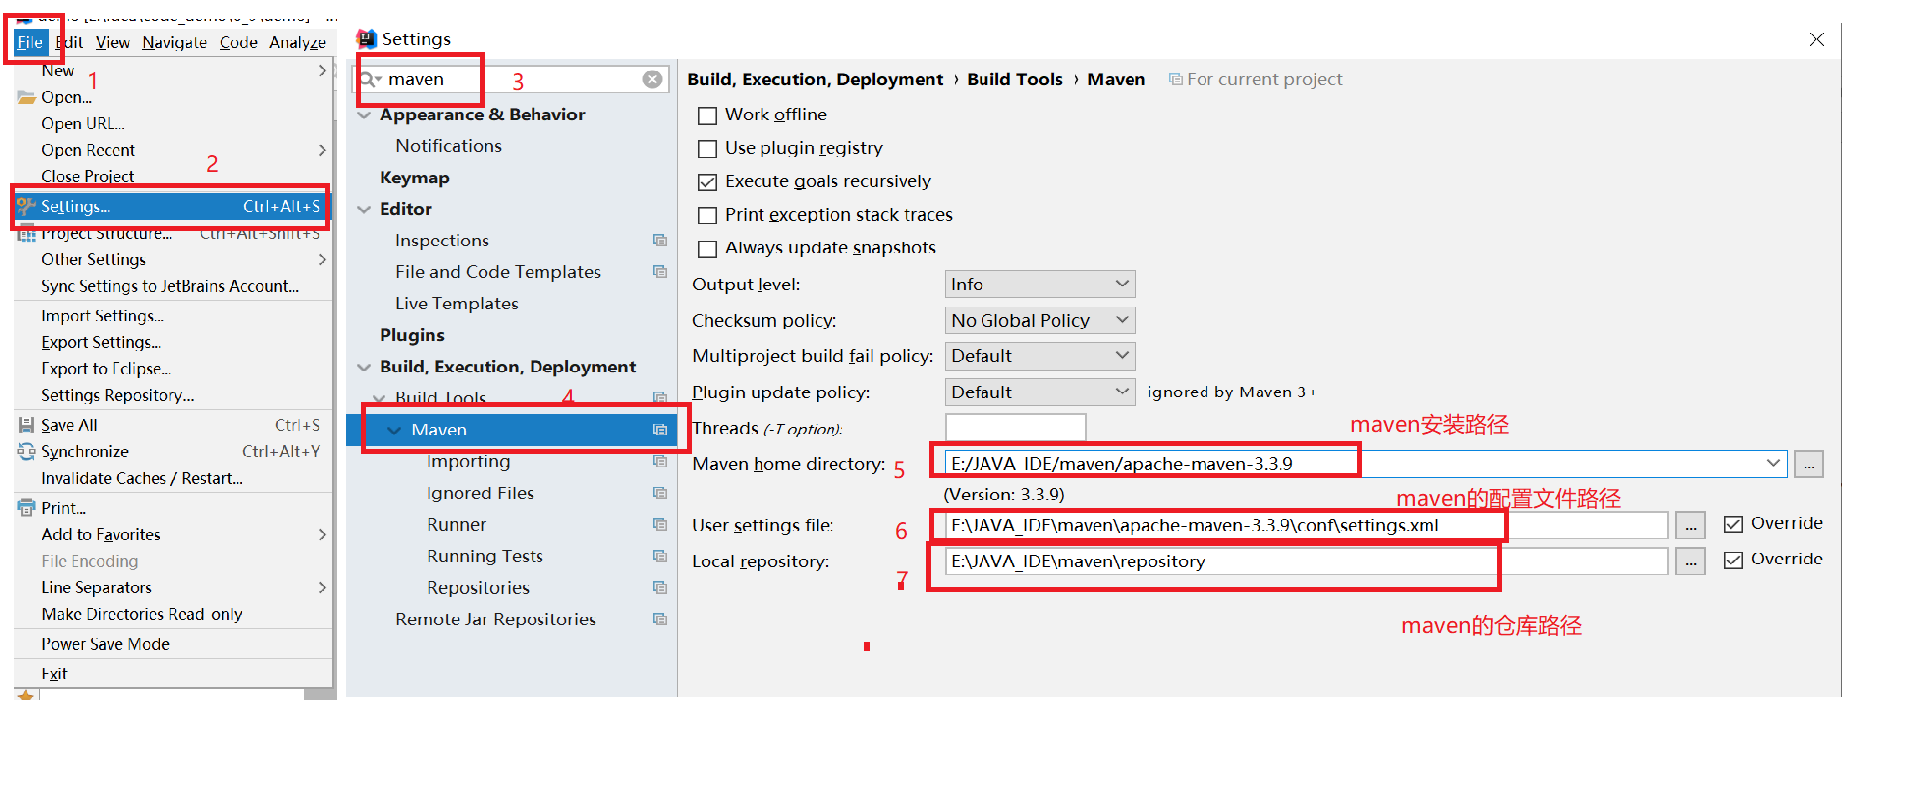 File Edit View Navigate Code Analyze
1
New
Open...
Open URL...
Open Recent
2
Close Project
Settings... Ctrl+Alt+S
Project Structure... Ctrl+Alt+Shift+S
Other Settings
Sync Settings to JetBrains Account...
Import Settings...
Export Settings...
Export to Eclipse...
Settings Repository...
Save All Ctrl+S
Synchronize Ctrl+Alt+Y
Invalidate Caches / Restart...
Print...
Add to Favorites
File Encoding
Line Separators
Make Directories Read-only
Power Save Mode
Exit
Settings
maven
3
Appearance & Behavior
Notifications
Keymap
Editor
Inspections
File and Code Templates
Live Templates
Plugins
Build, Execution, Deployment
Build Tools
4
Maven
Importing
Ignored Files
Runner
Running Tests
Repositories
Remote Jar Repositories
Build, Execution, Deployment › Build Tools › Maven For current project
Work offline
Use plugin registry
Execute goals recursively
Print exception stack traces
Always update snapshots
Output level: Info
Checksum policy: No Global Policy
Multiproject build fail policy: Default
Plugin update policy: Default ignored by Maven 3+
Threads (-T option):
maven安装路径
Maven home directory: 5 E:/JAVA_IDE/maven/apache-maven-3.3.9 ...
(Version: 3.3.9)
maven的配置文件路径
User settings file: 6 E:\JAVA_IDE\maven\apache-maven-3.3.9\conf\settings.xml ... Override
Local repository: 7 E:\JAVA_IDE\maven\repository ... Override
maven的仓库路径